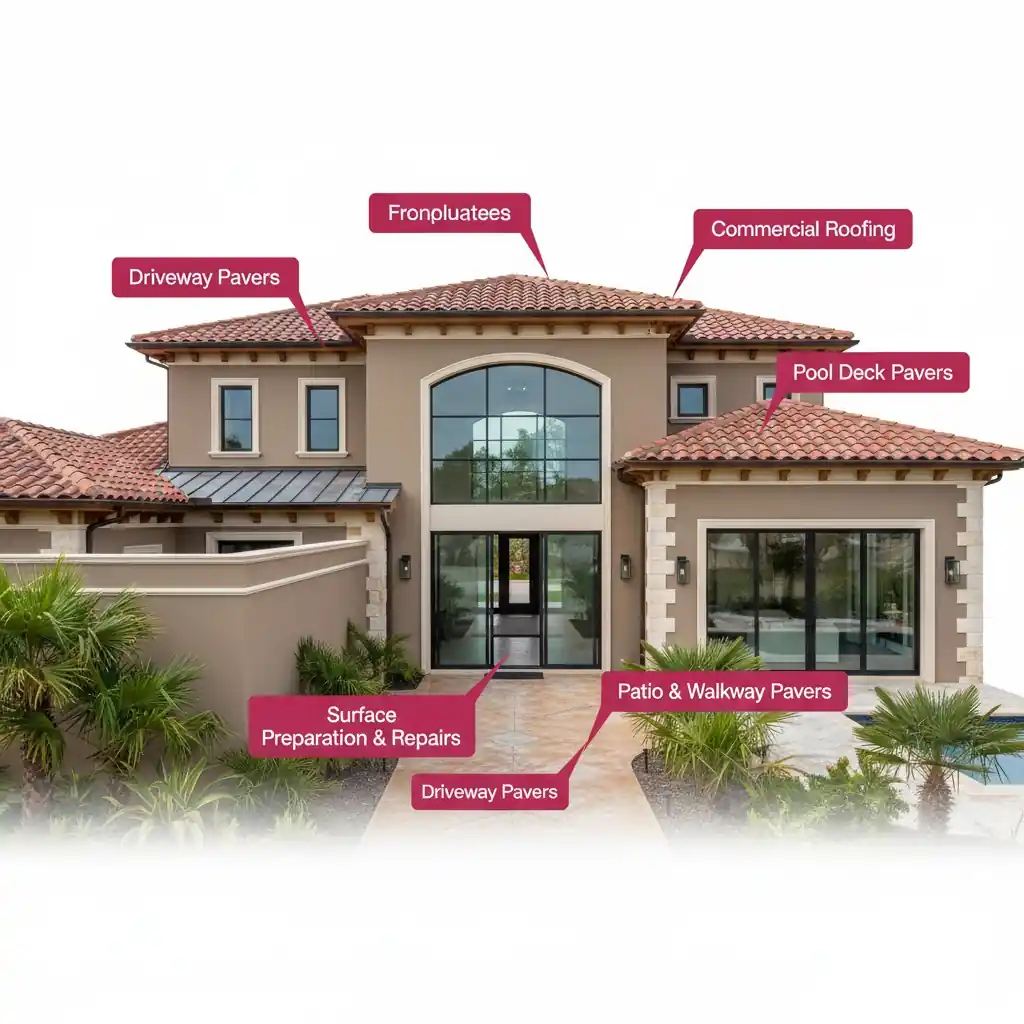 Fronpluatees
Commercial Roofing
Driveway Pavers
Pool Deck Pavers
Patio & Walkway Pavers
Surface
Preparation & Repairs
Driveway Pavers